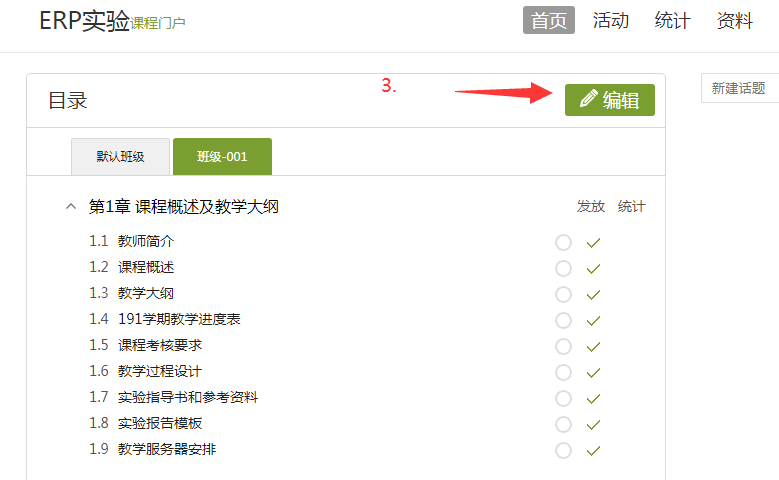 ERP实验课程门户 首页 活动 统计 资料
3.
目录 编辑 新建话题
默认班级 班级-001
第1章 课程概述及教学大纲 发放 统计
1.1 教师简介
1.2 课程概述
1.3 教学大纲
1.4 191学期教学进度表
1.5 课程考核要求
1.6 教学过程设计
1.7 实验指导书和参考资料
1.8 实验报告模板
1.9 教学服务器安排